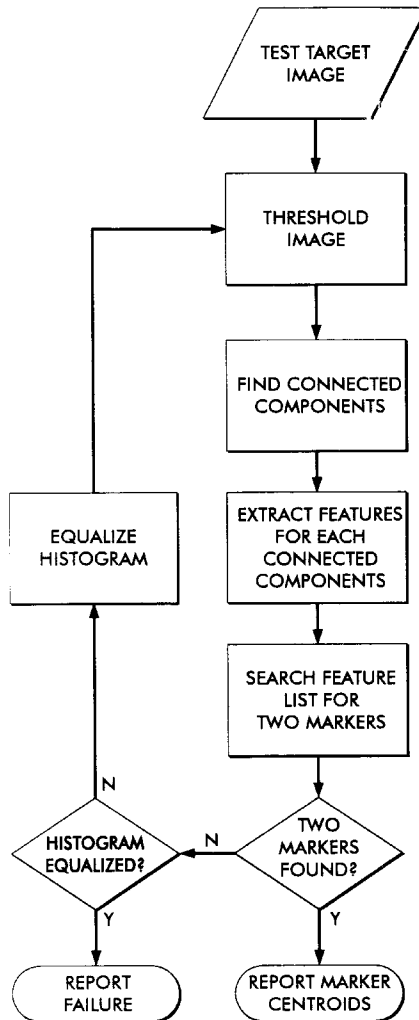 TEST TARGET
IMAGE
THRESHOLD
IMAGE
FIND CONNECTED
COMPONENTS
EQUALIZE
HISTOGRAM
EXTRACT FEATURES
FOR EACH
CONNECTED
COMPONENTS
SEARCH FEATURE
LIST FOR
TWO MARKERS
N
HISTOGRAM
EQUALIZED?
N
TWO
MARKERS
FOUND?
Y
Y
REPORT
FAILURE
REPORT MARKER
CENTROIDS